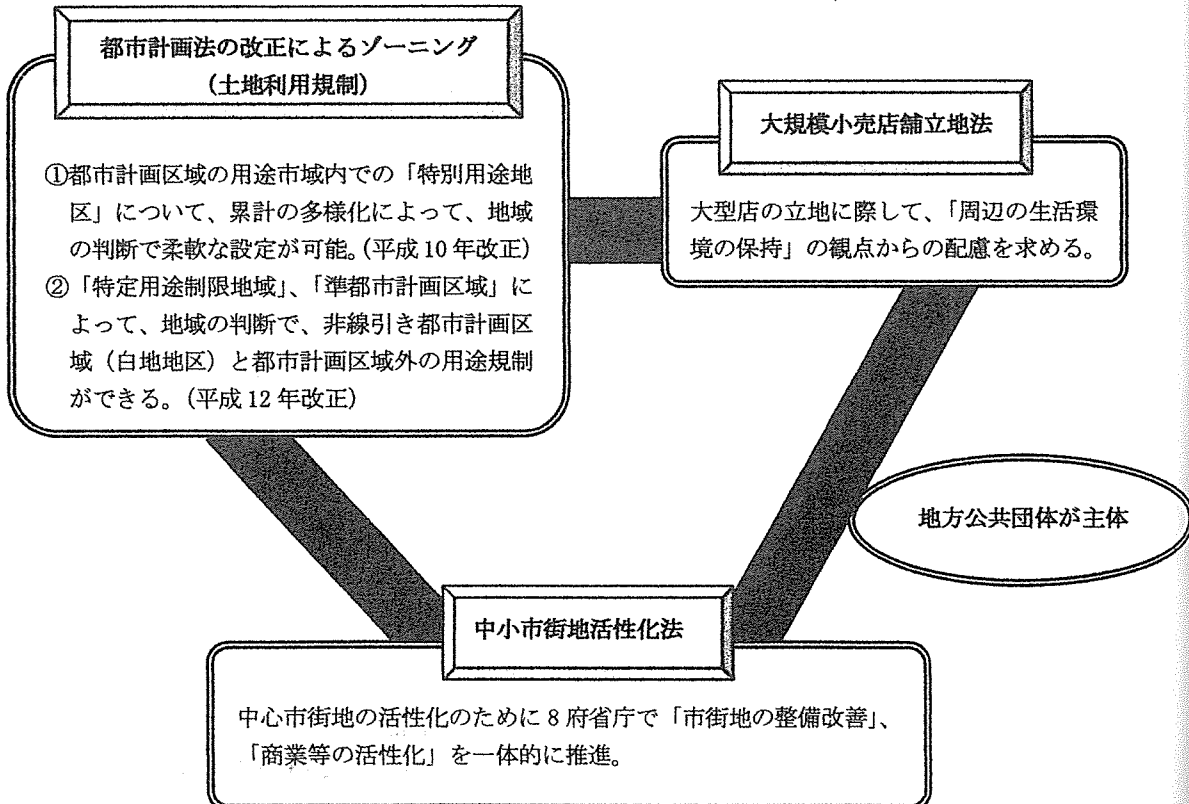 都市計画法の改正によるゾーニング
(土地利用規制)
①都市計画区域の用途市域内での「特別用途地
区」について、累計の多様化によって、地域
の判断で柔軟な設定が可能。(平成10年改正)
②「特定用途制限地域」、「準都市計画区域」に
よって、地域の判断で、非線引き都市計画区
域(白地地区)と都市計画区域外の用途規制
ができる。(平成12年改正)
大規模小売店舗立地法
大型店の立地に際して、「周辺の生活環
境の保持」の観点からの配慮を求める。
地方公共団体が主体
中小市街地活性化法
中心市街地の活性化のために8府省庁で「市街地の整備改善」、
「商業等の活性化」を一体的に推進。